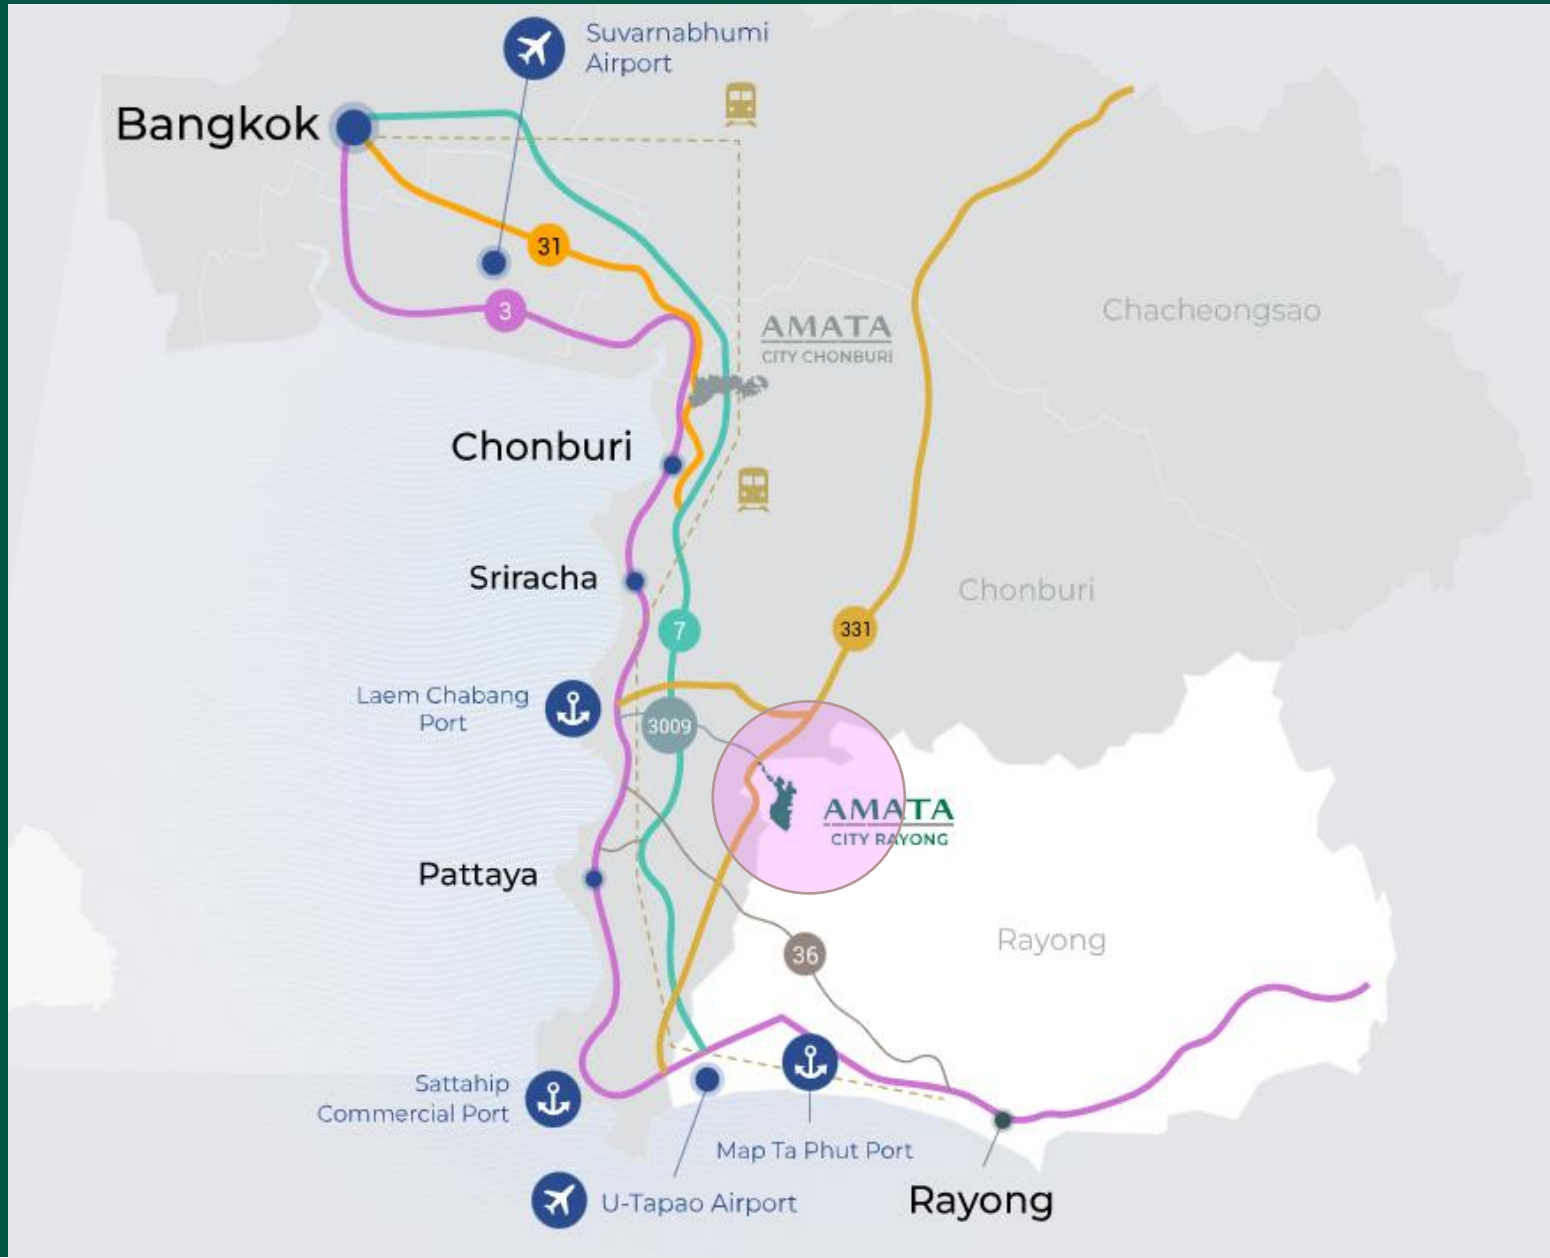 Suvarnabhumi
Airport
Bangkok
31
3
AMATA
CITY CHONBURI
Chacheongsao
Chonburi
Sriracha
Chonburi
7
331
Laem Chabang
Port
3009
AMATA
CITY RAYONG
Pattaya
Rayong
36
Sattahip
Commercial Port
Map Ta Phut Port
U-Tapao Airport
Rayong